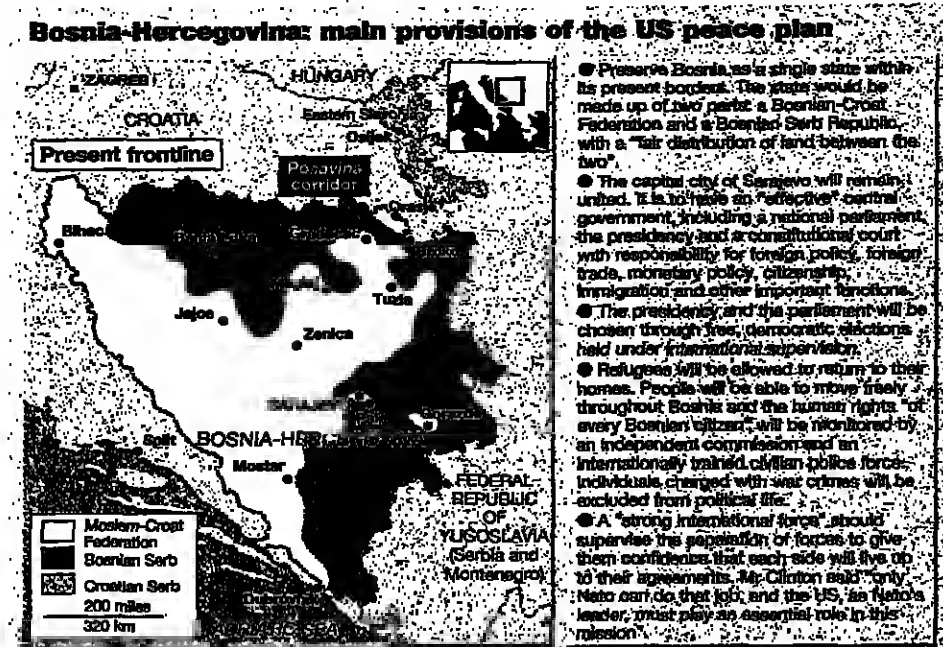 Bosnia-Hercegovina: main provisions of the US peace plan
ZAGREB
HUNGARY
CROATIA
Eastern
Osijek
Present frontline
Posavina
corridor
Bihac
Tuzla
Jajce
Zenica
SARAJEVO
Split
BOSNIA-HER
Mostar
FEDERAL
REPUBLIC
OF
YUGOSLAVIA
(Serbia and
Montenegro)
Moslem-Croat
Federation
Bosnian Serb
Croatian Serb
200 miles
320 km
ADRIATIC SEA
● Preserve Bosnia as a single state within
its present borders. The state would be
made up of two parts: a Bosnian-Croat
Federation and a Bosnian Serb Republic,
with a "fair distribution of land between the
two".
● The capital city of Sarajevo will remain
united. It is to have an "effective" central
government, including a national parliament,
the presidency and a constitutional court
with responsibility for foreign policy, foreign
trade, monetary policy, citizenship,
immigration and other important functions.
● The presidency and the parliament will be
chosen through free, democratic elections
held under international supervision.
● Refugees will be allowed to return to their
homes. People will be able to move freely
throughout Bosnia and the human rights "of
every Bosnian citizen" will be monitored by
an independent commission and an
internationally trained civilian police force.
Individuals charged with war crimes will be
excluded from political life.
● A "strong international force" should
supervise the separation of forces to give
them confidence that each side will live up
to their agreements. Mr Clinton said "only
Nato can do that job, and the US, as Nato's
leader, must play an essential role in this
mission".